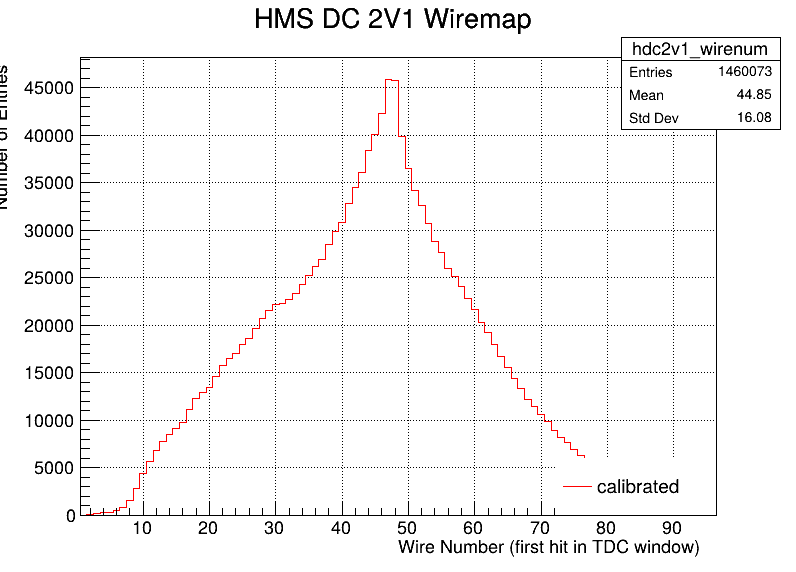 HMS DC 2V1 Wiremap
hdc2v1_wirenum
Entries 1460073
Mean 44.85
Std Dev 16.08
Number of Entries
45000
40000
35000
30000
25000
20000
15000
10000
5000
0
calibrated
10 20 30 40 50 60 70 80 90
Wire Number (first hit in TDC window)